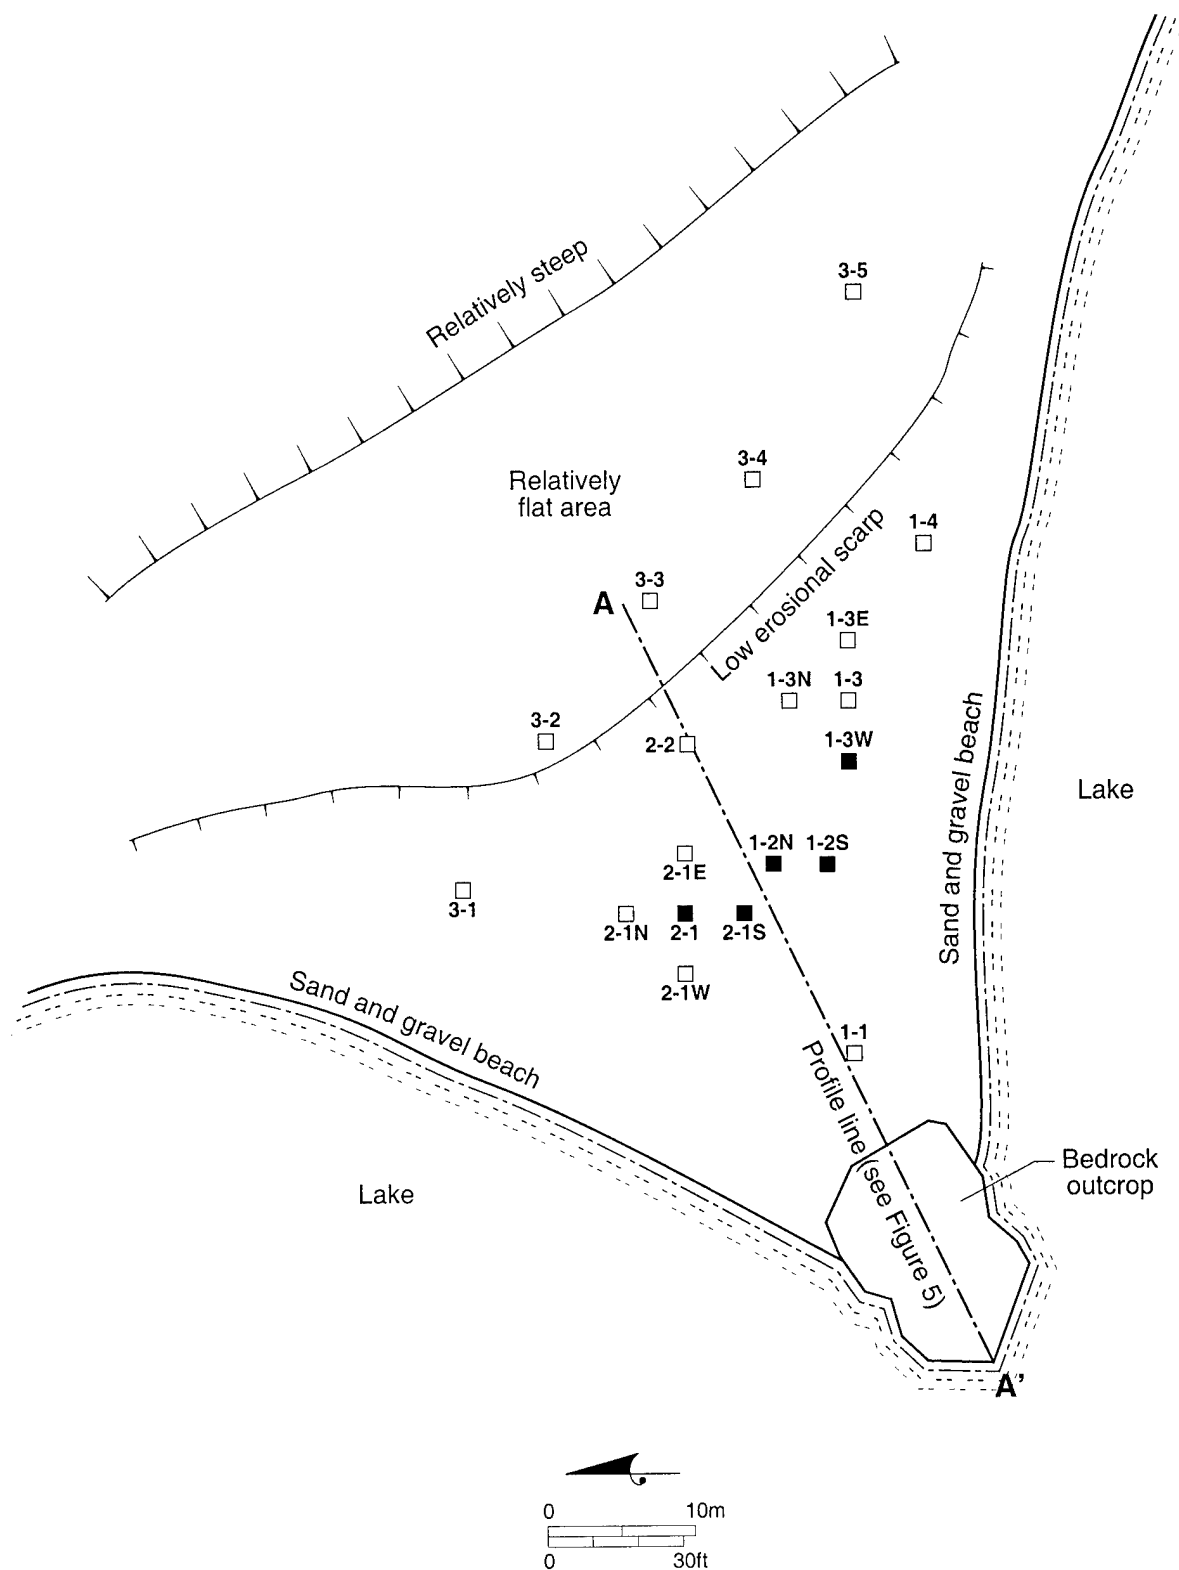 Relatively steep
3-5
Relatively
flat area
3-4
1-4
3-3
A
Low erosional scarp
1-3E
1-3N
1-3
3-2
2-2
1-3W
Sand and gravel beach
Lake
1-2N
1-2S
2-1E
3-1
2-1N
2-1
2-1S
2-1W
Sand and gravel beach
1-1
Profile line (see Figure 5)
Bedrock
outcrop
Lake
A'
0
10m
0
30ft